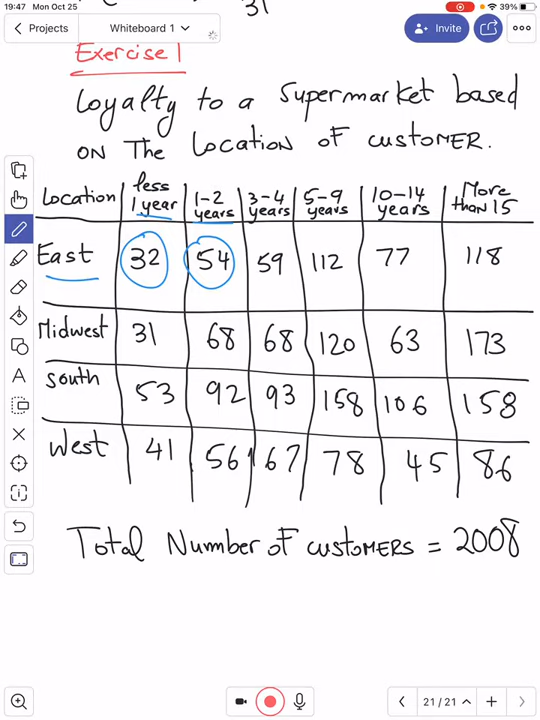 19:47 Mon Oct 25
39%
31
Projects
Whiteboard 1
Invite
Exercise 1
Loyalty to a Supermarket based
on The Location of customer.
Location less 1 year 1-2 years 3-4 years 5-9 years 10-14 years More than 15
East 32 54 59 112 77 118
Midwest 31 68 68 120 63 173
south 53 92 93 158 106 158
West 41 56 67 78 45 86
Total Number of customers = 2008
A
21/21